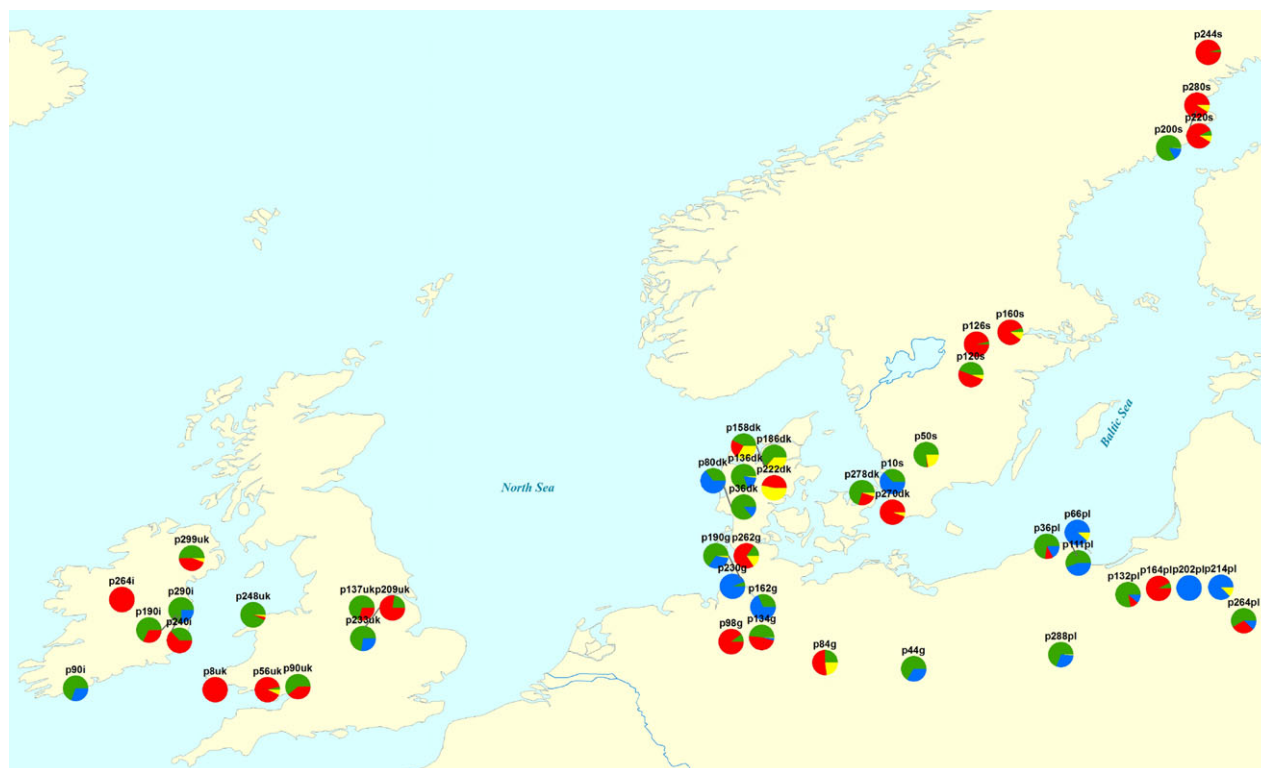 p244s
p280s
p220s
p200s
p160s
p126s
p120s
p158dk
p186dk
p50s
p80dk
p136dk
p222dk
p278dk
p10s
North Sea
Baltic Sea
p36dk
p270dk
p66pl
p36pl
p111pl
p299uk
p190g
p262g
p230g
p264i
p290i
p248uk
p137uk
p209uk
p162g
p132pl
p164pl
p202pl
p214pl
p190i
p240i
p233uk
p98g
p134g
p264pl
p84g
p44g
p288pl
p90i
p8uk
p56uk
p90uk